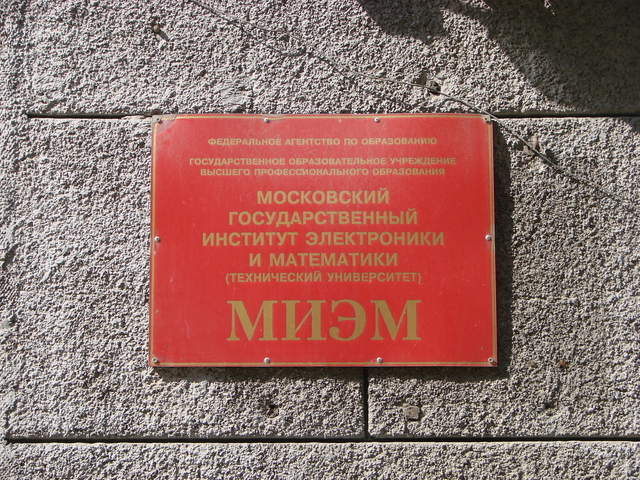 ФЕДЕРАЛЬНОЕ АГЕНТСТВО ПО ОБРАЗОВАНИЮ
ГОСУДАРСТВЕННОЕ ОБРАЗОВАТЕЛЬНОЕ УЧРЕЖДЕНИЕ
ВЫСШЕГО ПРОФЕССИОНАЛЬНОГО ОБРАЗОВАНИЯ
МОСКОВСКИЙ
ГОСУДАРСТВЕННЫЙ
ИНСТИТУТ ЭЛЕКТРОНИКИ
И МАТЕМАТИКИ
(ТЕХНИЧЕСКИЙ УНИВЕРСИТЕТ)
МИЭМ